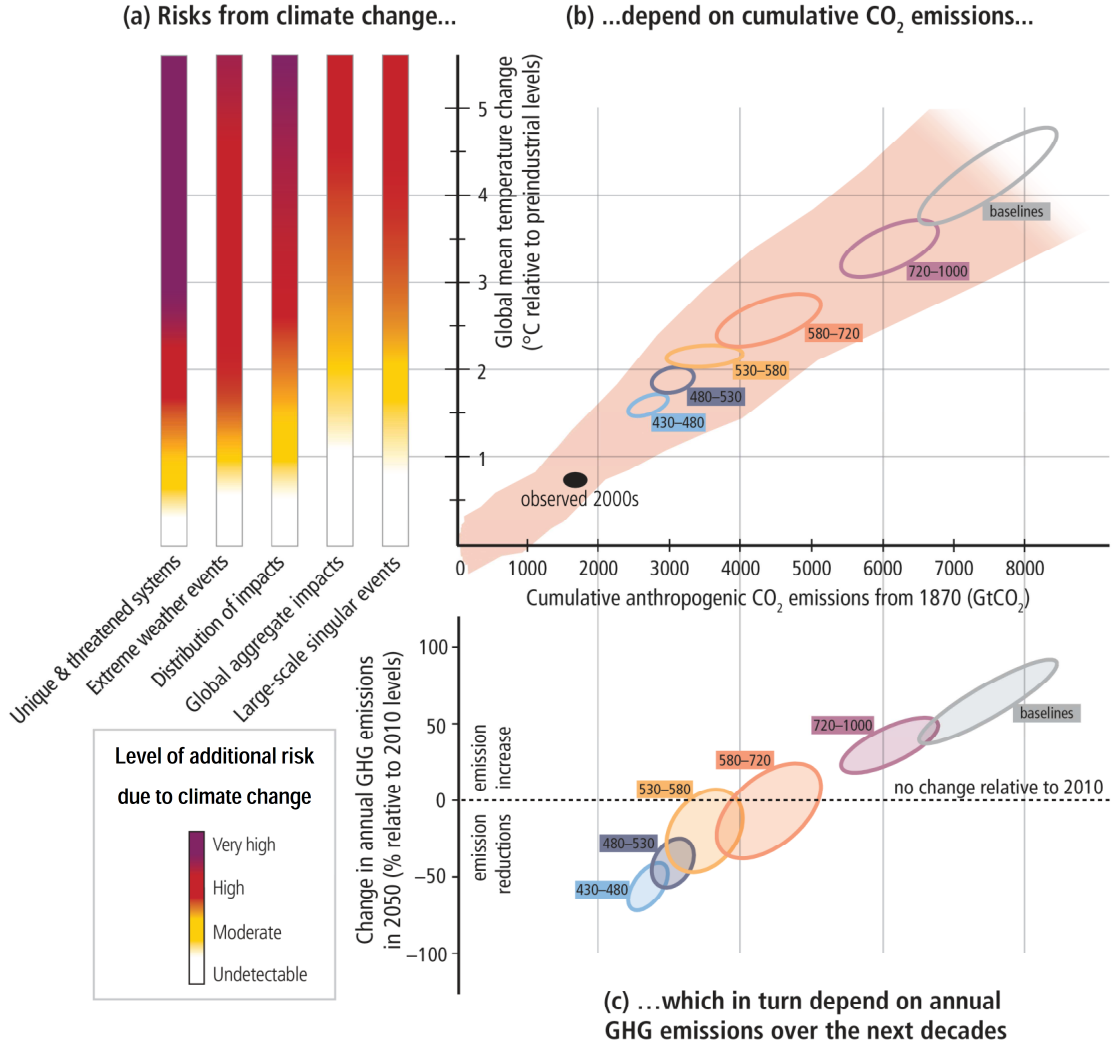 (a) Risks from climate change...
(b) ...depend on cumulative CO₂ emissions...
Global mean temperature change
(°C relative to preindustrial levels)
5
4
3
2
1
baselines
720–1000
580–720
530–580
480–530
430–480
observed 2000s
0
1000
2000
3000
4000
5000
6000
7000
8000
Cumulative anthropogenic CO₂ emissions from 1870 (GtCO₂)
Unique & threatened systems
Extreme weather events
Distribution of impacts
Global aggregate impacts
Large-scale singular events
Level of additional risk
due to climate change
Very high
High
Moderate
Undetectable
Change in annual GHG emissions
in 2050 (% relative to 2010 levels)
100
50
0
−50
−100
emission
increase
emission
reductions
baselines
720–1000
580–720
no change relative to 2010
530–580
480–530
430–480
(c) ...which in turn depend on annual
GHG emissions over the next decades